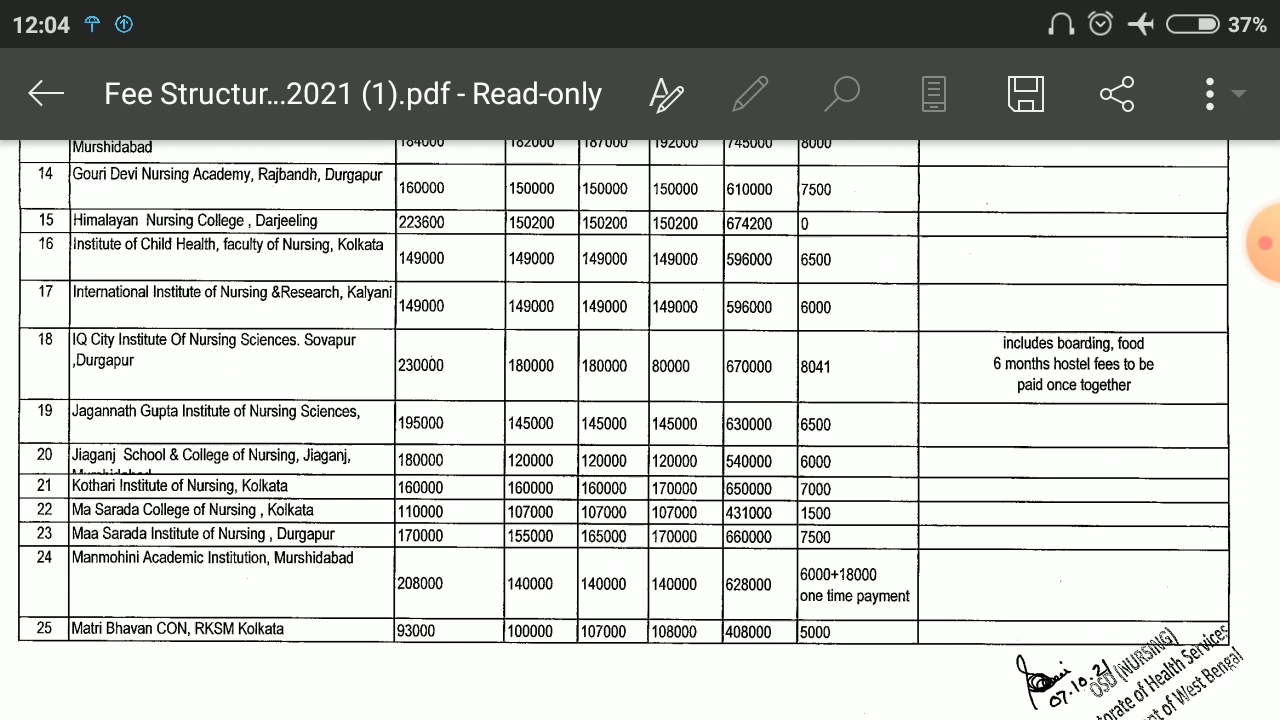 12:04 37%
Fee Structur...2021 (1).pdf - Read-only
Murshidabad 184000 182000 187000 192000 745000 8000
14 Gouri Devi Nursing Academy, Rajbandh, Durgapur 160000 150000 150000 150000 610000 7500
15 Himalayan Nursing College , Darjeeling 223600 150200 150200 150200 674200 0
16 Institute of Child Health, faculty of Nursing, Kolkata 149000 149000 149000 149000 596000 6500
17 International Institute of Nursing &Research, Kalyani 149000 149000 149000 149000 596000 6000
18 IQ City Institute Of Nursing Sciences. Sovapur
,Durgapur 230000 180000 180000 80000 670000 8041
includes boarding, food
6 months hostel fees to be
paid once together
19 Jagannath Gupta Institute of Nursing Sciences, 195000 145000 145000 145000 630000 6500
20 Jiaganj School & College of Nursing, Jiaganj, 180000 120000 120000 120000 540000 6000
21 Kothari Institute of Nursing, Kolkata 160000 160000 160000 170000 650000 7000
22 Ma Sarada College of Nursing , Kolkata 110000 107000 107000 107000 431000 1500
23 Maa Sarada Institute of Nursing , Durgapur 170000 155000 165000 170000 660000 7500
24 Manmohini Academic Institution, Murshidabad 208000 140000 140000 140000 628000 6000+18000
one time payment
25 Matri Bhavan CON, RKSM Kolkata 93000 100000 107000 108000 408000 5000
07.10.21
OSD (NURSING)
torate of Health Services
nt of West Bengal